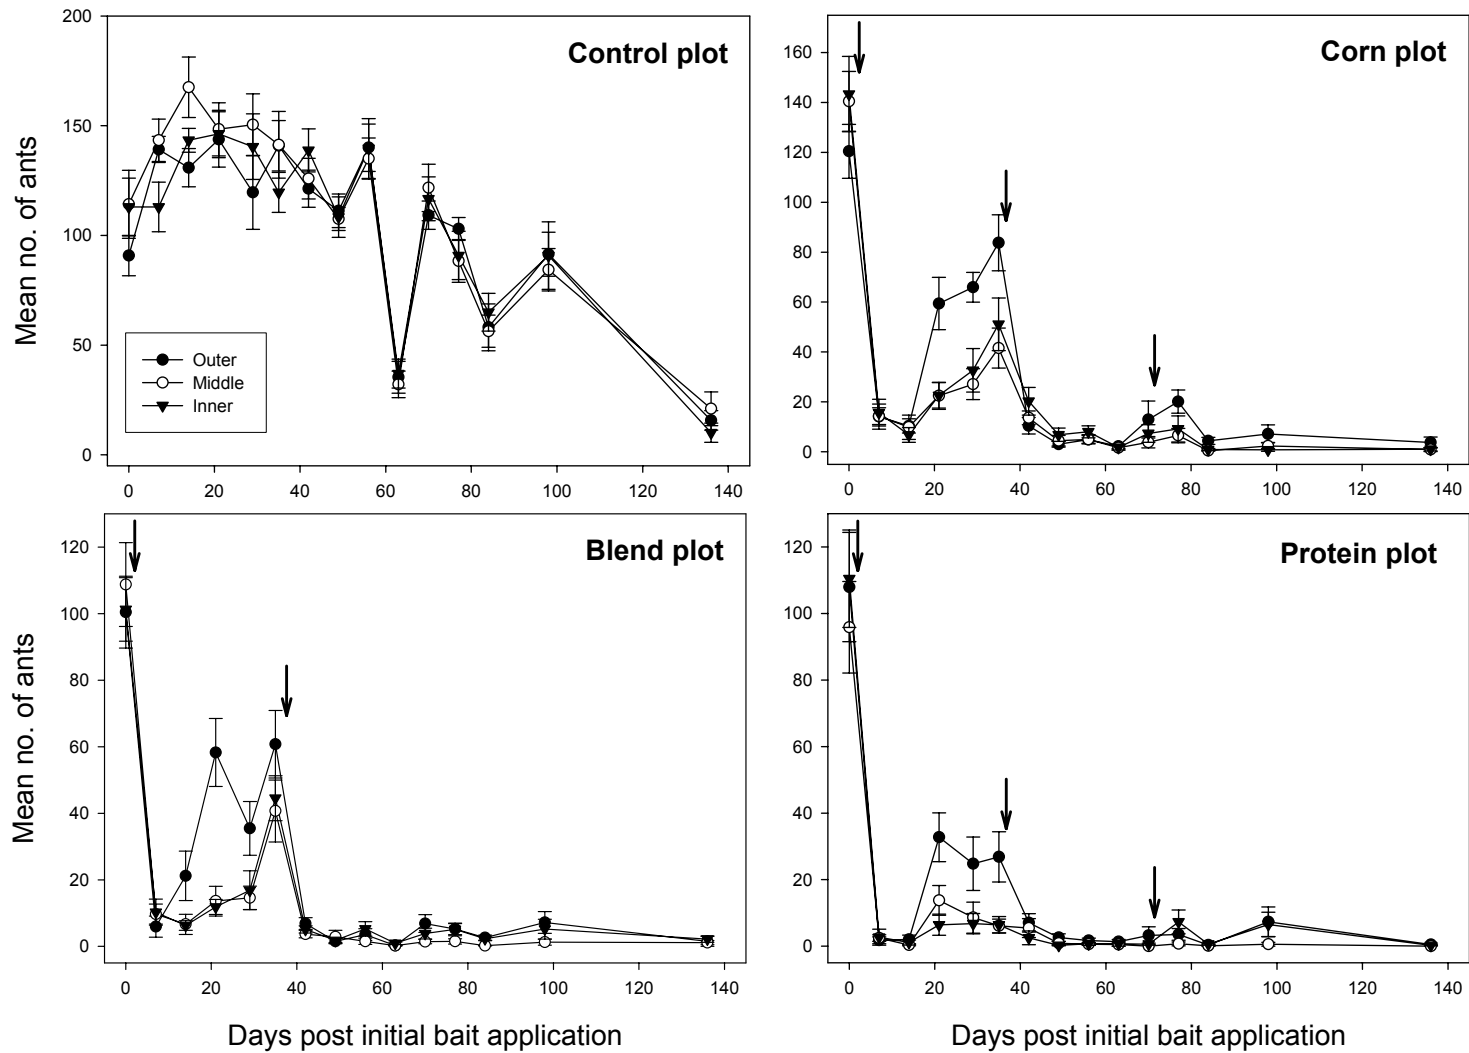 Control plot
Mean no. of ants
200
150
100
50
0
Outer
Middle
Inner
0 20 40 60 80 100 120 140
Corn plot
160
140
120
100
80
60
40
20
0
0 20 40 60 80 100 120 140
Blend plot
Mean no. of ants
120
100
80
60
40
20
0
0 20 40 60 80 100 120 140
Days post initial bait application
Protein plot
120
100
80
60
40
20
0
0 20 40 60 80 100 120 140
Days post initial bait application